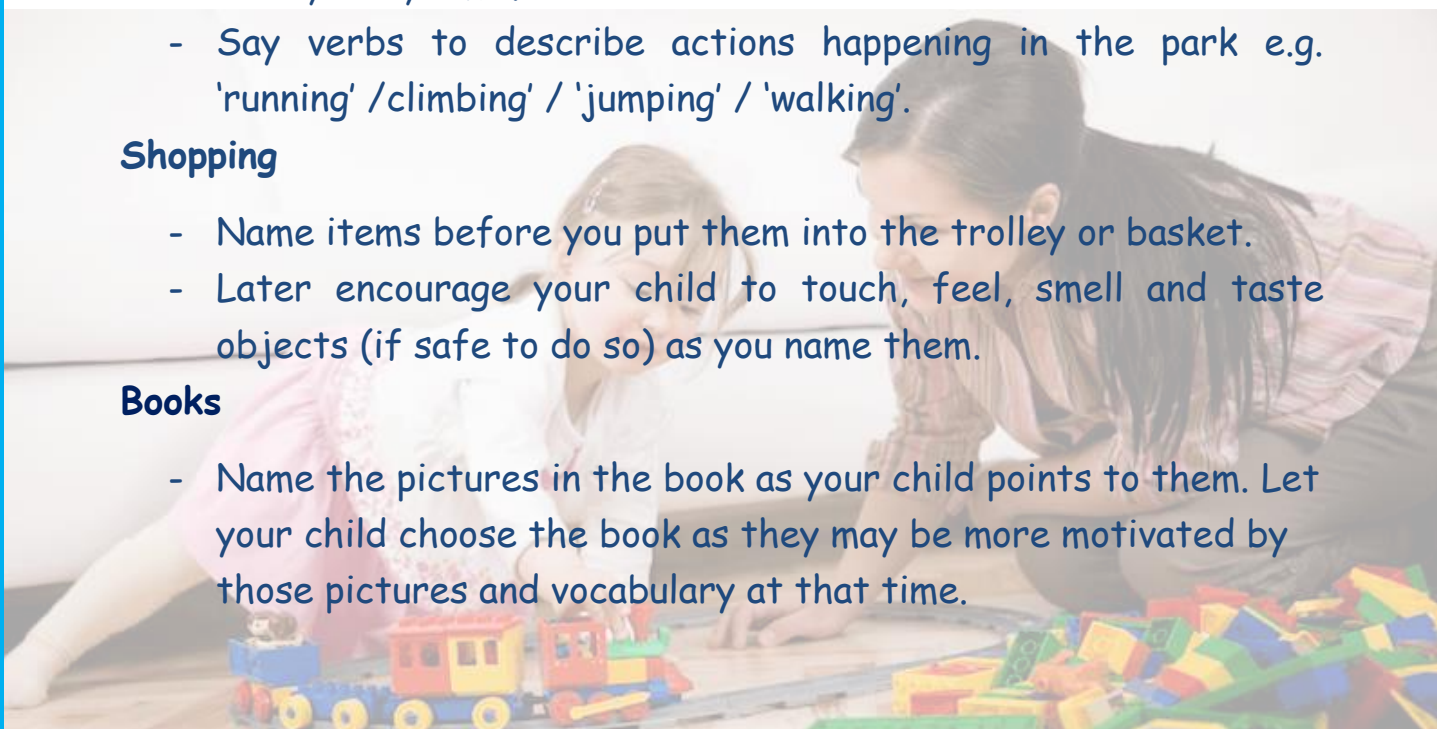 - Say verbs to describe actions happening in the park e.g.
‘running’ /climbing’ / ‘jumping’ / ‘walking’.
Shopping
- Name items before you put them into the trolley or basket.
- Later encourage your child to touch, feel, smell and taste
objects (if safe to do so) as you name them.
Books
- Name the pictures in the book as your child points to them. Let
your child choose the book as they may be more motivated by
those pictures and vocabulary at that time.